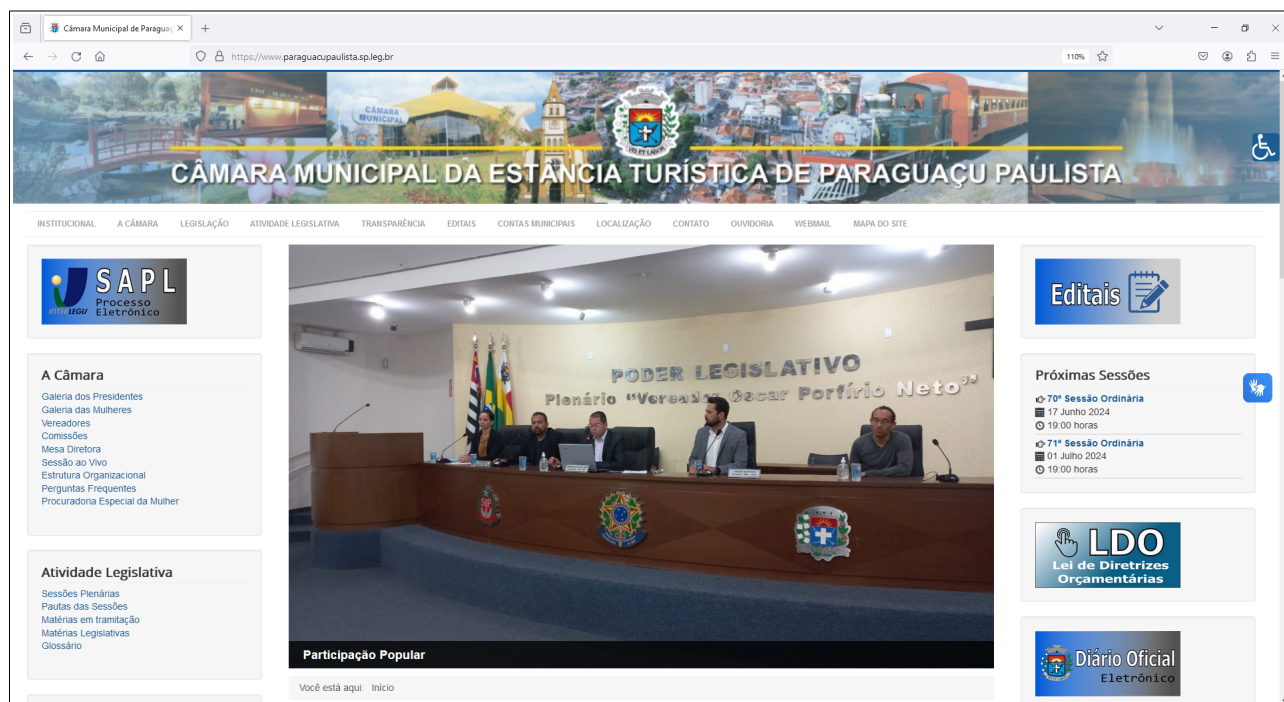 Câmara Municipal de Paraguaç
https://www.paraguacupaulista.sp.leg.br
110%
CÂMARA
MUNICIPAL
CÂMARA MUNICIPAL DA ESTÂNCIA TURÍSTICA DE PARAGUAÇU PAULISTA
INSTITUCIONAL A CÂMARA LEGISLAÇÃO ATIVIDADE LEGISLATIVA TRANSPARÊNCIA EDITAIS CONTAS MUNICIPAIS LOCALIZAÇÃO CONTATO OUVIDORIA WEBMAIL MAPA DO SITE
SAPL
Processo
Eletrônico
INTERLEGIS
A Câmara
Galeria dos Presidentes
Galeria das Mulheres
Vereadores
Comissões
Mesa Diretora
Sessão ao Vivo
Estrutura Organizacional
Perguntas Frequentes
Procuradoria Especial da Mulher
Atividade Legislativa
Sessões Plenárias
Pautas das Sessões
Matérias em tramitação
Matérias Legislativas
Glossário
PODER LEGISLATIVO
Plenário “Vereador Oscar Porfírio Neto”
Participação Popular
Você está aqui: Início
Editais
Próximas Sessões
70ª Sessão Ordinária
17 Junho 2024
19:00 horas
71ª Sessão Ordinária
01 Julho 2024
19:00 horas
LDO
Lei de Diretrizes
Orçamentárias
Diário Oficial
Eletrônico